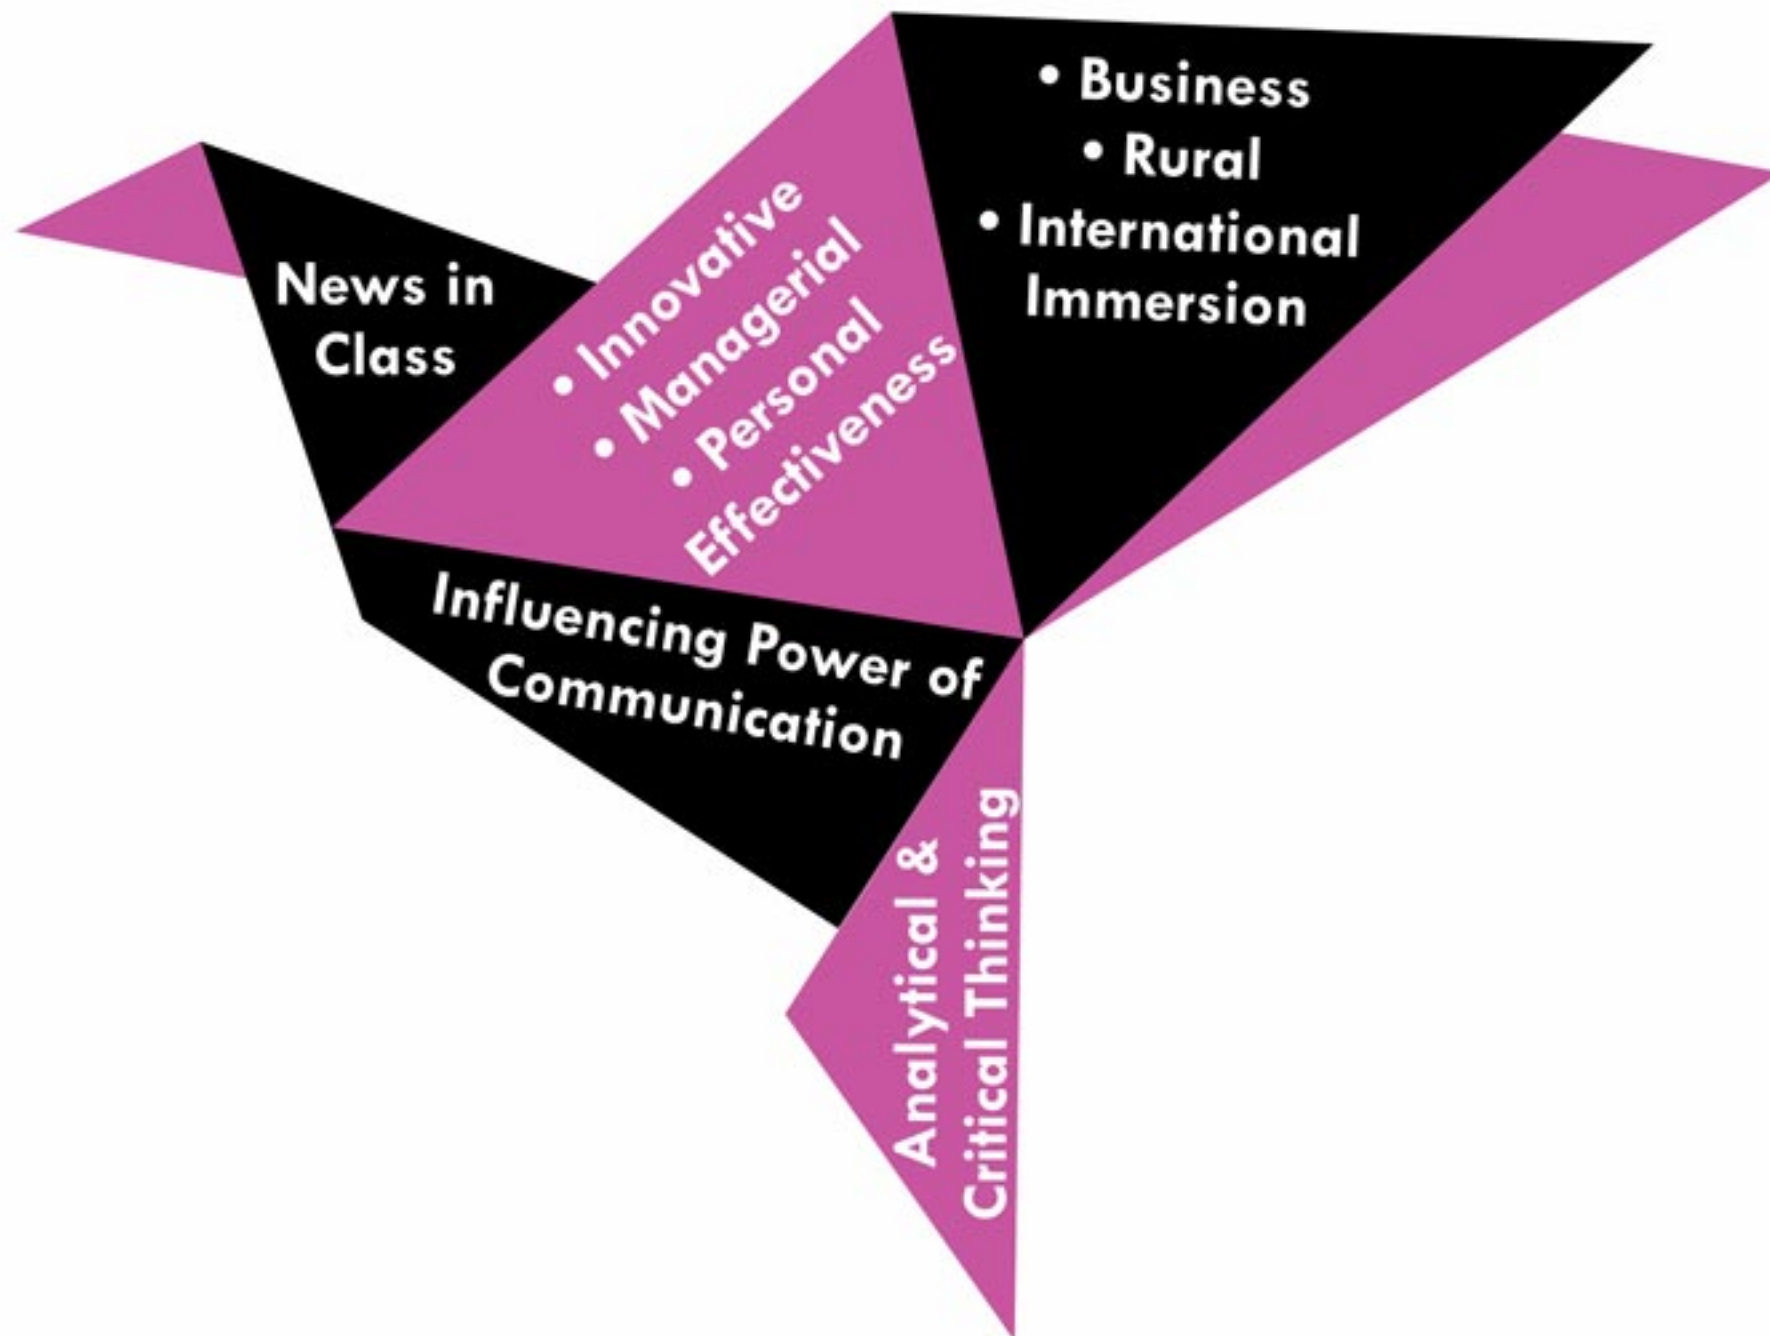 News in
Class
• Innovative
• Managerial
• Personal
Effectiveness
• Business
• Rural
• International
Immersion
Influencing Power of
Communication
Analytical &
Critical Thinking